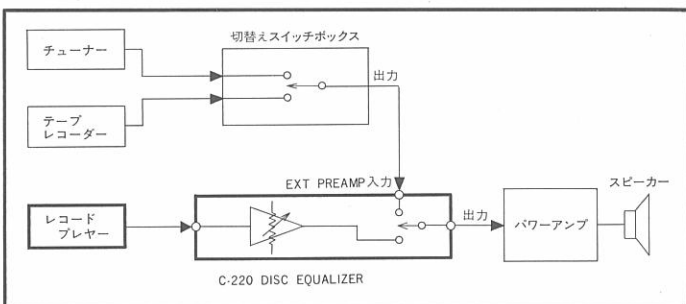 チューナー
切替えスイッチボックス
出力
テープ
レコーダー
EXT PREAMP入力
スピーカー
レコード
プレヤー
出力
パワーアンプ
C-220 DISC EQUALIZER